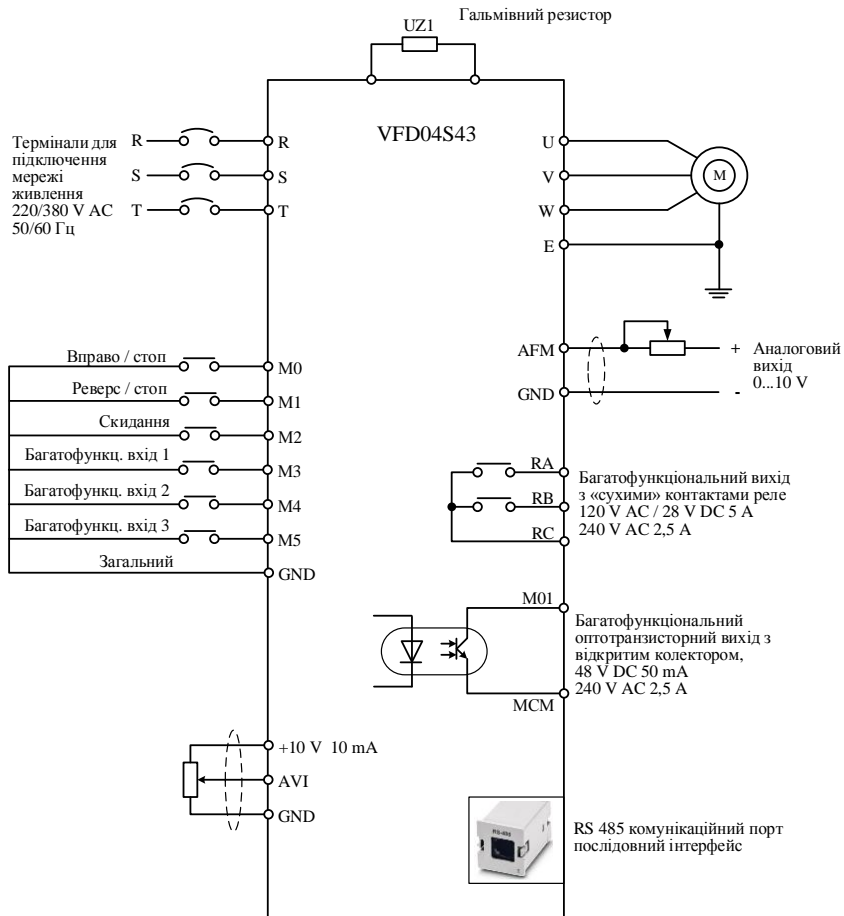 Гальмівний резистор
UZ1
VFD04S43
Термінали для
підключення
мережі
живлення
220/380 V AC
50/60 Гц
R
R
S
S
T
T
U
V
W
E
M
Вправо / стоп
M0
Реверс / стоп
M1
Скидання
M2
Багатофункц. вхід 1
M3
Багатофункц. вхід 2
M4
Багатофункц. вхід 3
M5
Загальний
GND
AFM
GND
+
-
Аналоговий
вихід
0...10 V
RA
RB
RC
Багатофункціональний вихід
з «сухими» контактами реле
120 V AC / 28 V DC 5 A
240 V AC 2,5 A
M01
MCM
Багатофункціональний
оптотранзисторний вихід з
відкритим колектором,
48 V DC 50 mA
240 V AC 2,5 A
+10 V 10 mA
AVI
GND
RS-485
RS 485 комунікаційний порт
послідовний інтерфейс